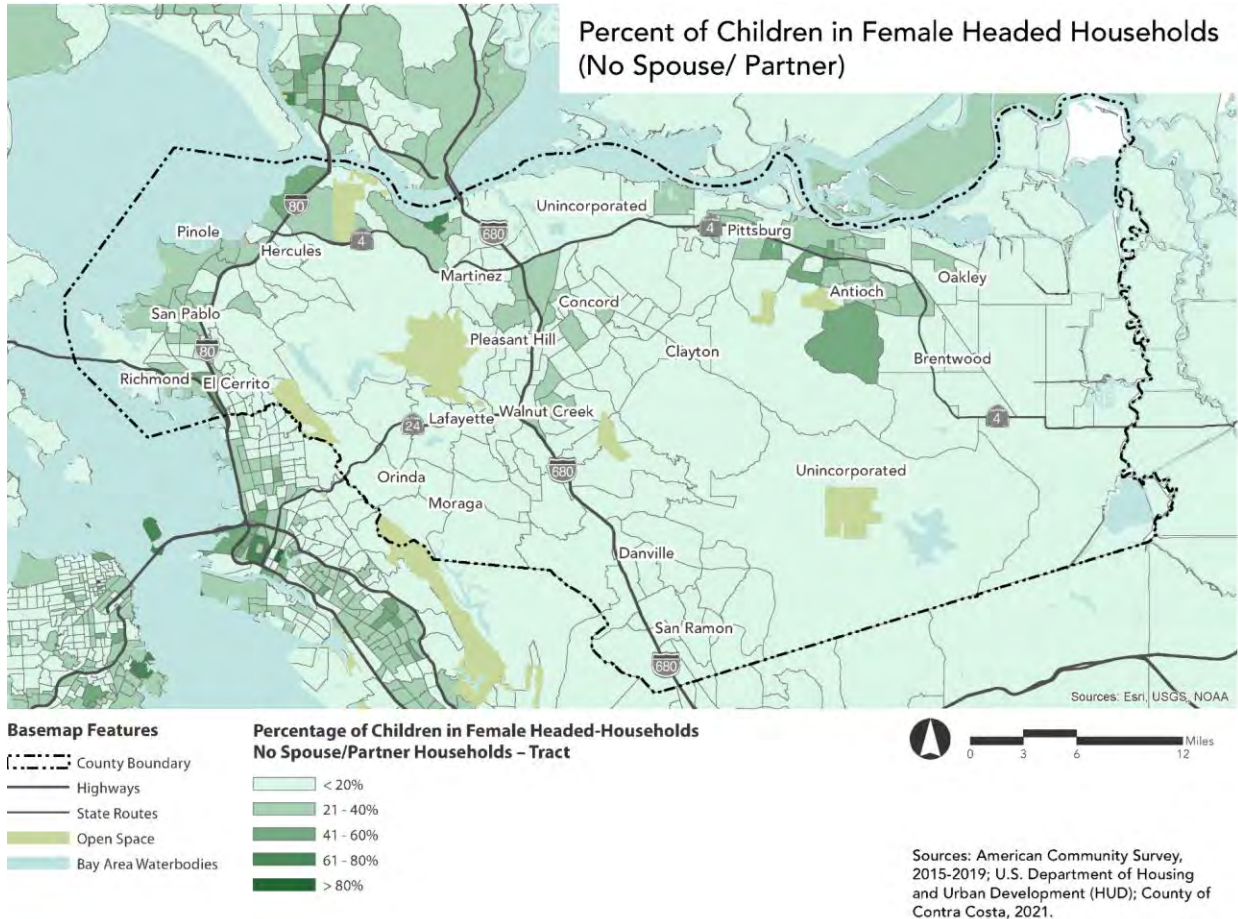 Percent of Children in Female Headed Households
(No Spouse/ Partner)
80
Unincorporated
Pinole
4
680
4
Pittsburg
Hercules
Martinez
Oakley
Antioch
San Pablo
Concord
80
Pleasant Hill
Clayton
Brentwood
Richmond
El Cerrito
24
Lafayette
Walnut Creek
4
680
Unincorporated
Orinda
Moraga
Danville
San Ramon
680
Sources: Esri, USGS, NOAA
Basemap Features
County Boundary
Highways
State Routes
Open Space
Bay Area Waterbodies
Percentage of Children in Female Headed-Households
No Spouse/Partner Households – Tract
< 20%
21 - 40%
41 - 60%
61 - 80%
> 80%
Miles
0 3 6 12
Sources: American Community Survey,
2015-2019; U.S. Department of Housing
and Urban Development (HUD); County of
Contra Costa, 2021.